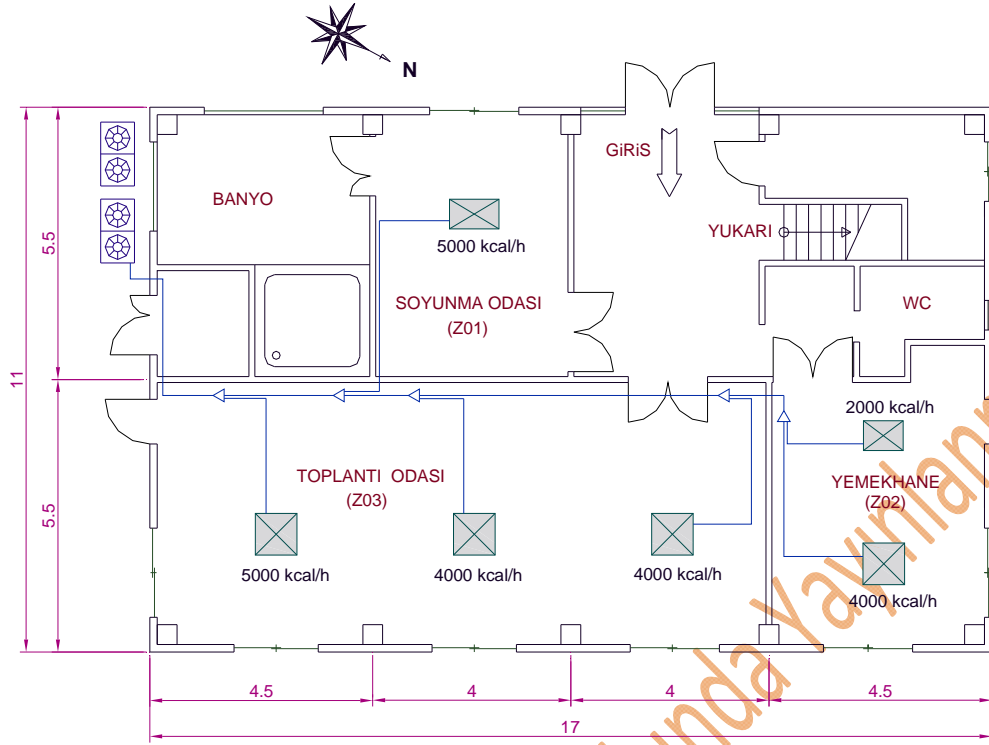 N
GiRiS
BANYO
5000 kcal/h
YUKARI
SOYUNMA ODASI
(Z01)
WC
5.5
11
5.5
2000 kcal/h
TOPLANTI ODASI
(Z03)
YEMEKHANE
(Z02)
5000 kcal/h
4000 kcal/h
4000 kcal/h
4000 kcal/h
4.5
4
4
4.5
17